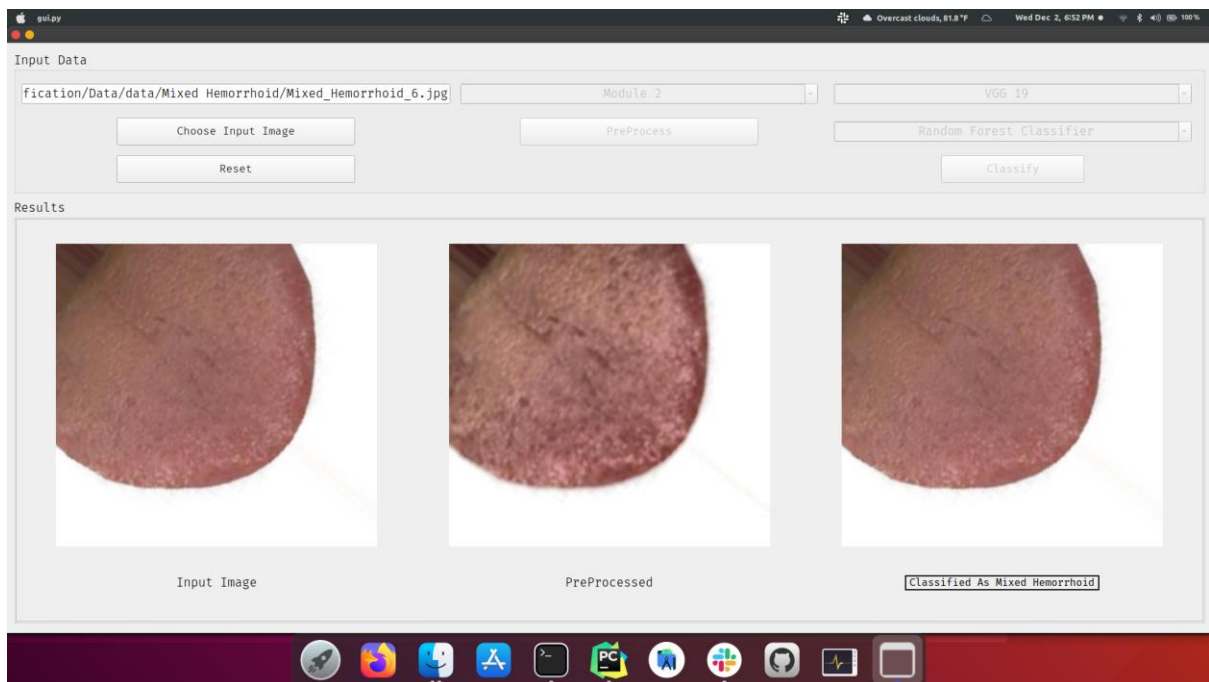 gui.py
Overcast clouds, 81.8 °F
Wed Dec 2, 6:52 PM
100 %
Input Data
fication/Data/data/Mixed Hemorrhoid/Mixed_Hemorrhoid_6.jpg
Module 2
VGG 19
Choose Input Image
PreProcess
Random Forest Classifier
Reset
Classify
Results
Input Image
PreProcessed
Classified As Mixed Hemorrhoid
>_
PC